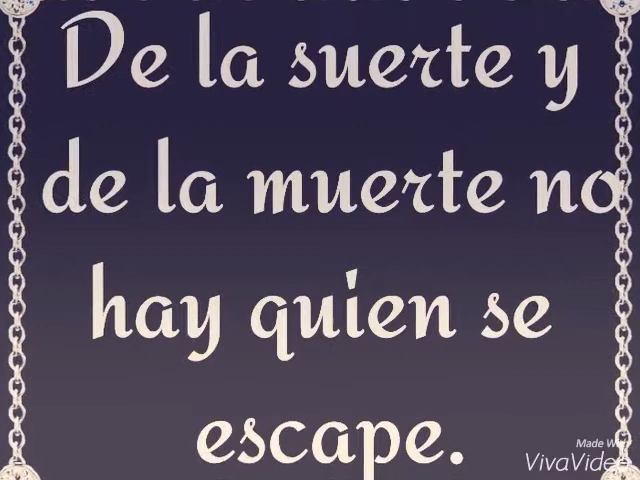 De la suerte y
de la muerte no
hay quien se
escape.
Made With
VivaVideo